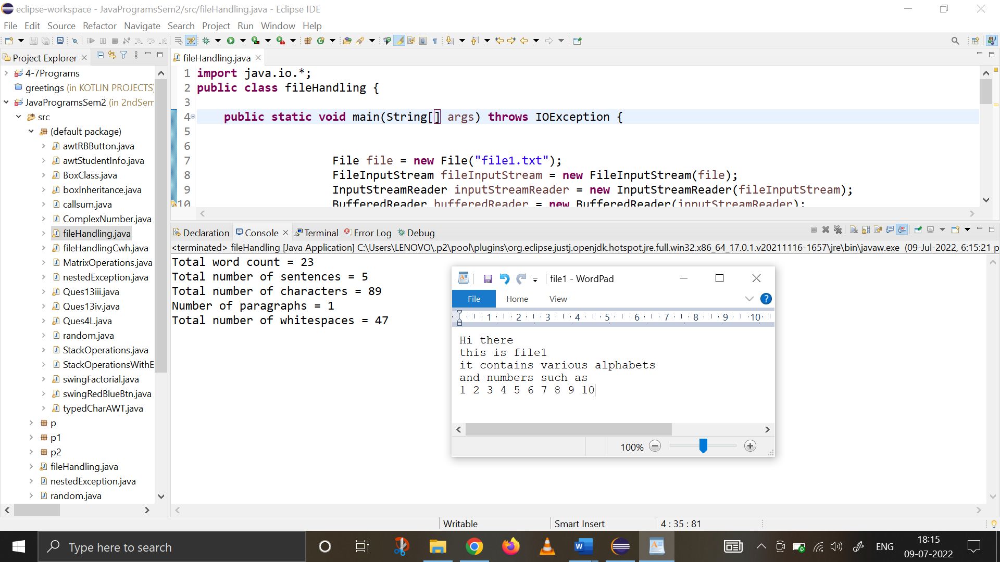 eclipse-workspace - JavaProgramsSem2/src/fileHandling.java - Eclipse IDE
File Edit Source Refactor Navigate Search Project Run Window Help
Project Explorer
4-7Programs
greetings (in KOTLIN PROJECTS)
JavaProgramsSem2 (in 2ndSem
src
(default package)
awtRBButton.java
awtStudentInfo.java
BoxClass.java
boxInheritance.java
callsum.java
ComplexNumber.java
fileHandling.java
fileHandlingCwh.java
MatrixOperations.java
nestedException.java
Ques13iii.java
Ques13iv.java
Ques4L.java
random.java
StackOperations.java
StackOperationsWithE
swingFactorial.java
swingRedBlueBtn.java
typedCharAWT.java
p
p1
p2
fileHandling.java
nestedException.java
random.java
fileHandling.java
1 import java.io.*;
2 public class fileHandling {
3
4 public static void main(String[] args) throws IOException {
5
6
7 File file = new File("file1.txt");
8 FileInputStream fileInputStream = new FileInputStream(file);
9 InputStreamReader inputStreamReader = new InputStreamReader(fileInputStream);
10 BufferedReader bufferedReader = new BufferedReader(inputStreamReader);
Declaration Console Terminal Error Log Debug
<terminated> fileHandling [Java Application] C:\Users\LENOVO\.p2\pool\plugins\org.eclipse.justj.openjdk.hotspot.jre.full.win32.x86_64_17.0.1.v20211116-1657\jre\bin\javaw.exe (09-Jul-2022, 6:15:21 p
Total word count = 23
Total number of sentences = 5
Total number of characters = 89
Number of paragraphs = 1
Total number of whitespaces = 47
file1 - WordPad
File Home View
1 2 3 4 5 6 7 8 9 10
Hi there
this is file1
it contains various alphabets
and numbers such as
1 2 3 4 5 6 7 8 9 10
100%
Writable Smart Insert 4 : 35 : 81
Type here to search
ENG
18:15
09-07-2022